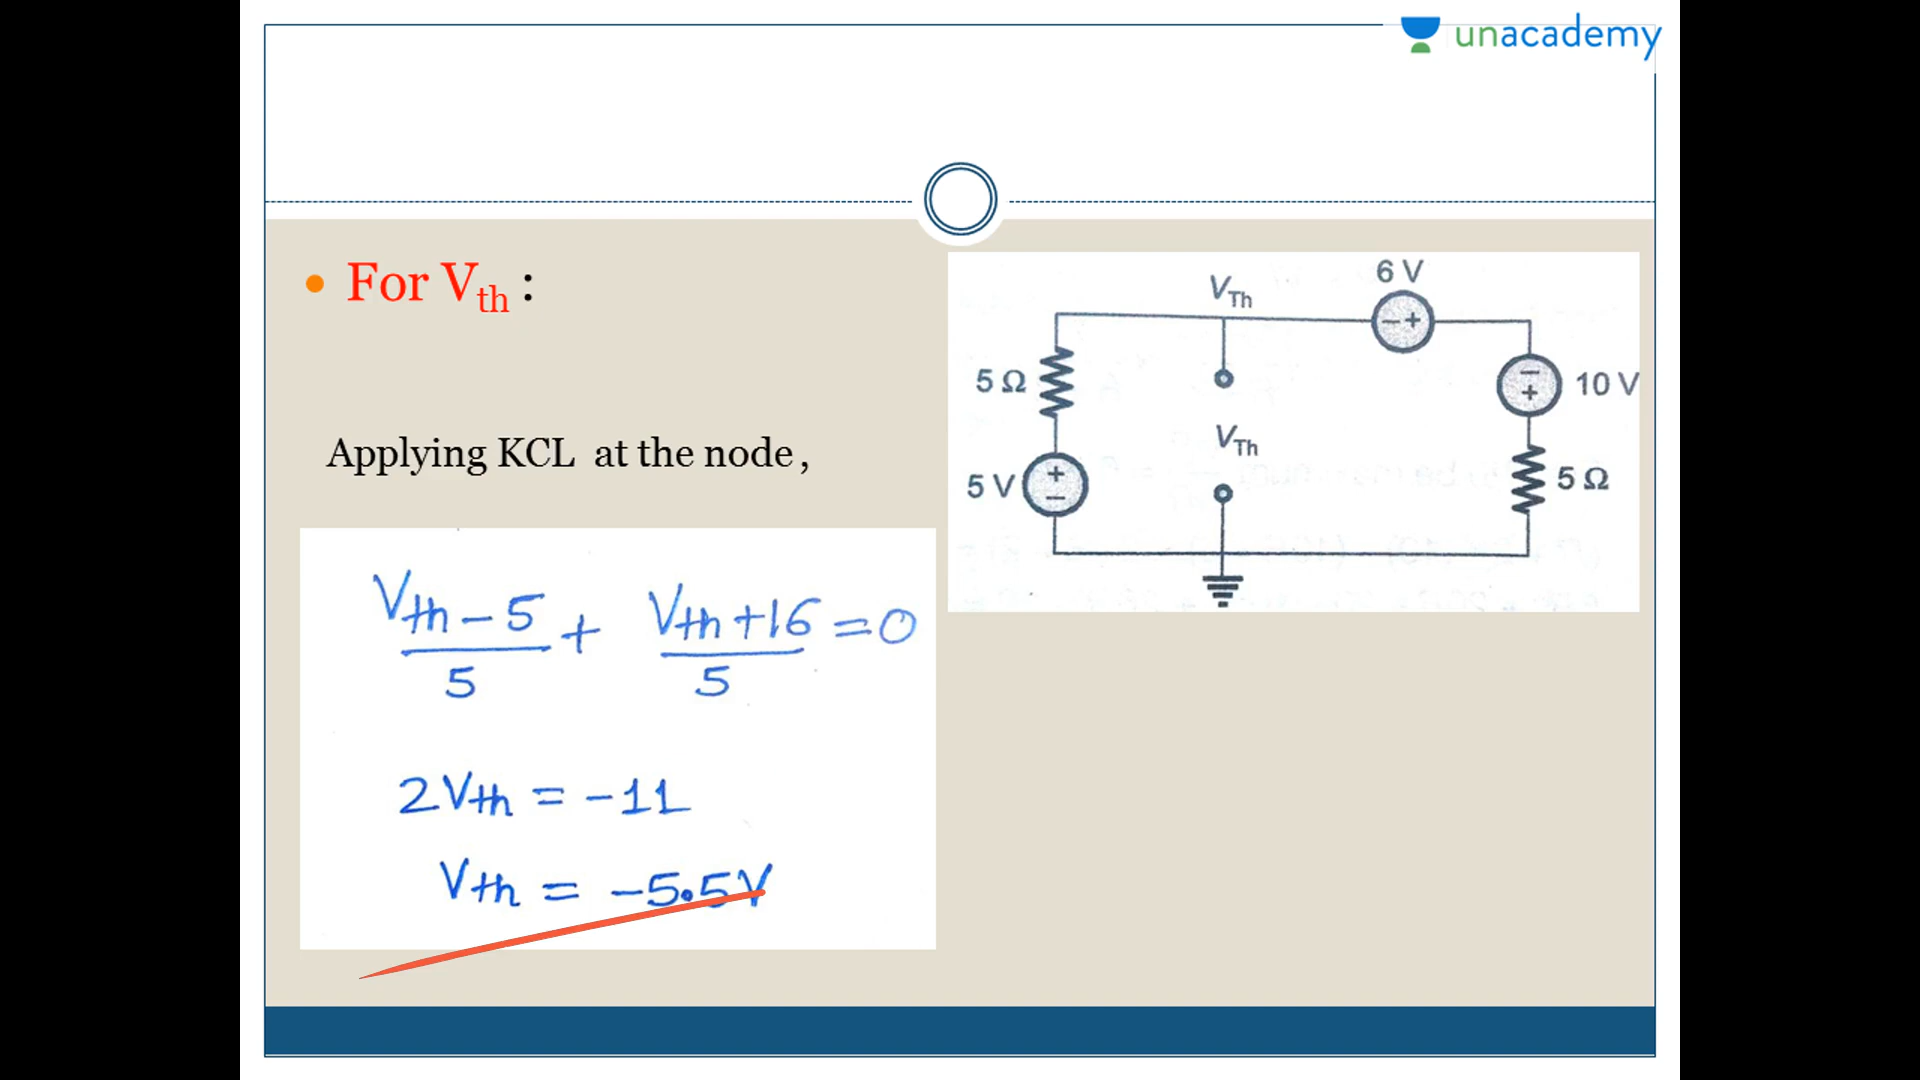 unacademy
For Vth :
Applying KCL at the node,
Vth - 5 / 5 + Vth + 16 / 5 = 0
2Vth = -11
Vth = -5.5V
VTh
6 V
- +
5 Ω
-
+
10 V
VTh
5 V
+
-
5 Ω